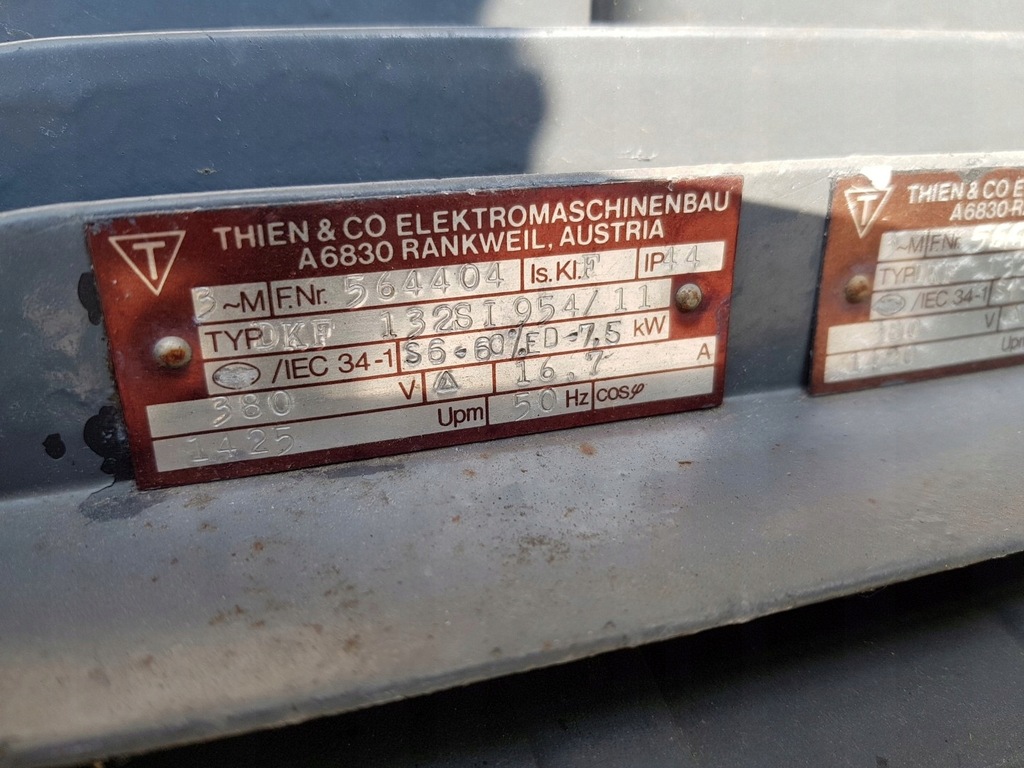 THIEN & CO ELEKTROMASCHINENBAU
A6830 RANKWEIL, AUSTRIA
T
3 ~M F.Nr. 564404 Is.Kl. F IP 44
TYP DKF 132SI954/11
/IEC 34-1 S6-60%ED-7,5 kW
380 V △ 16.7 A
1425 Upm 50 Hz cosφ
THIEN & CO
A6830
T
~M F.Nr.
TYP
/IEC 34-1
V
Upm